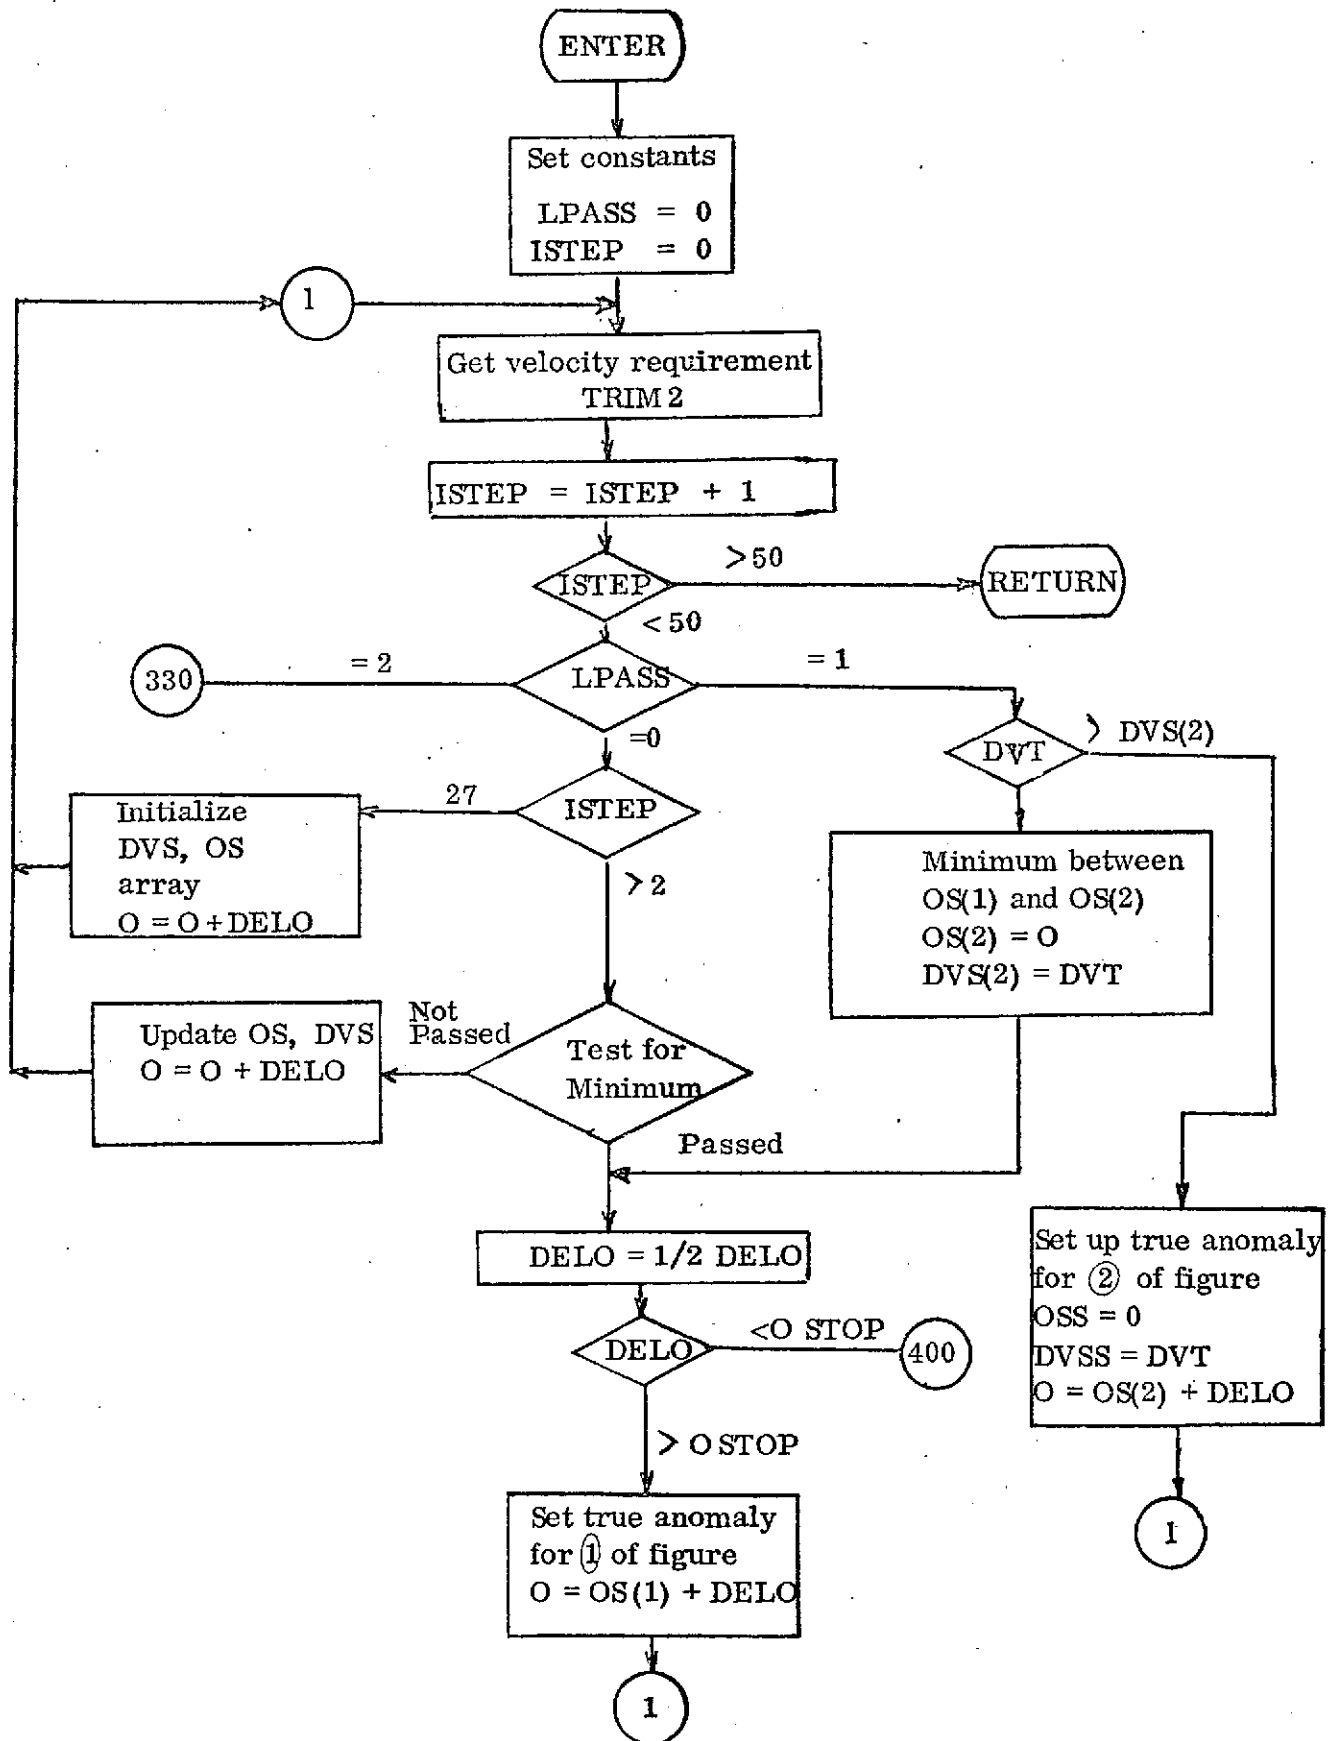 ENTER
Set constants
LPASS = 0
ISTEP = 0
1
Get velocity requirement
TRIM 2
ISTEP = ISTEP + 1
ISTEP
>50
RETURN
<50
330
= 2
LPASS
= 1
=0
DVT
> DVS(2)
27
ISTEP
Initialize
DVS, OS
array
O = O + DELO
>2
Minimum between
OS(1) and OS(2)
OS(2) = O
DVS(2) = DVT
Not
Passed
Update OS, DVS
O = O + DELO
Test for
Minimum
Passed
DELO = 1/2 DELO
Set up true anomaly
for 2 of figure
OSS = 0
DVSS = DVT
O = OS(2) + DELO
DELO
<O STOP
400
> O STOP
Set true anomaly
for 1 of figure
O = OS(1) + DELO
1
1